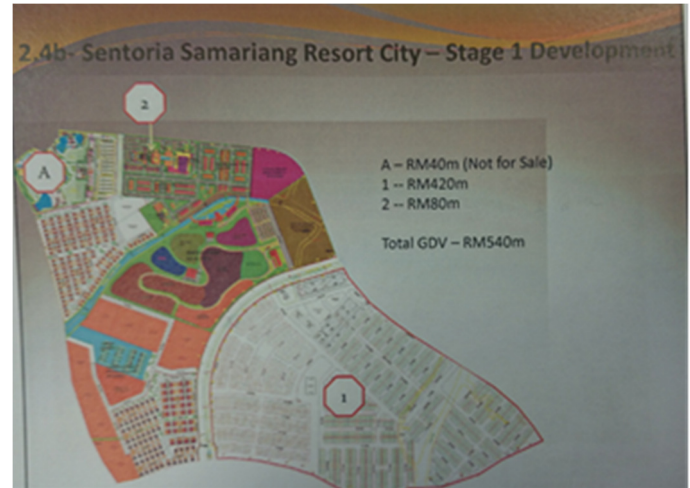 2.4b- Sentoria Samariang Resort City – Stage 1 Development
2
A
A – RM40m (Not for Sale)
1 -- RM420m
2 -- RM80m
Total GDV – RM540m
1